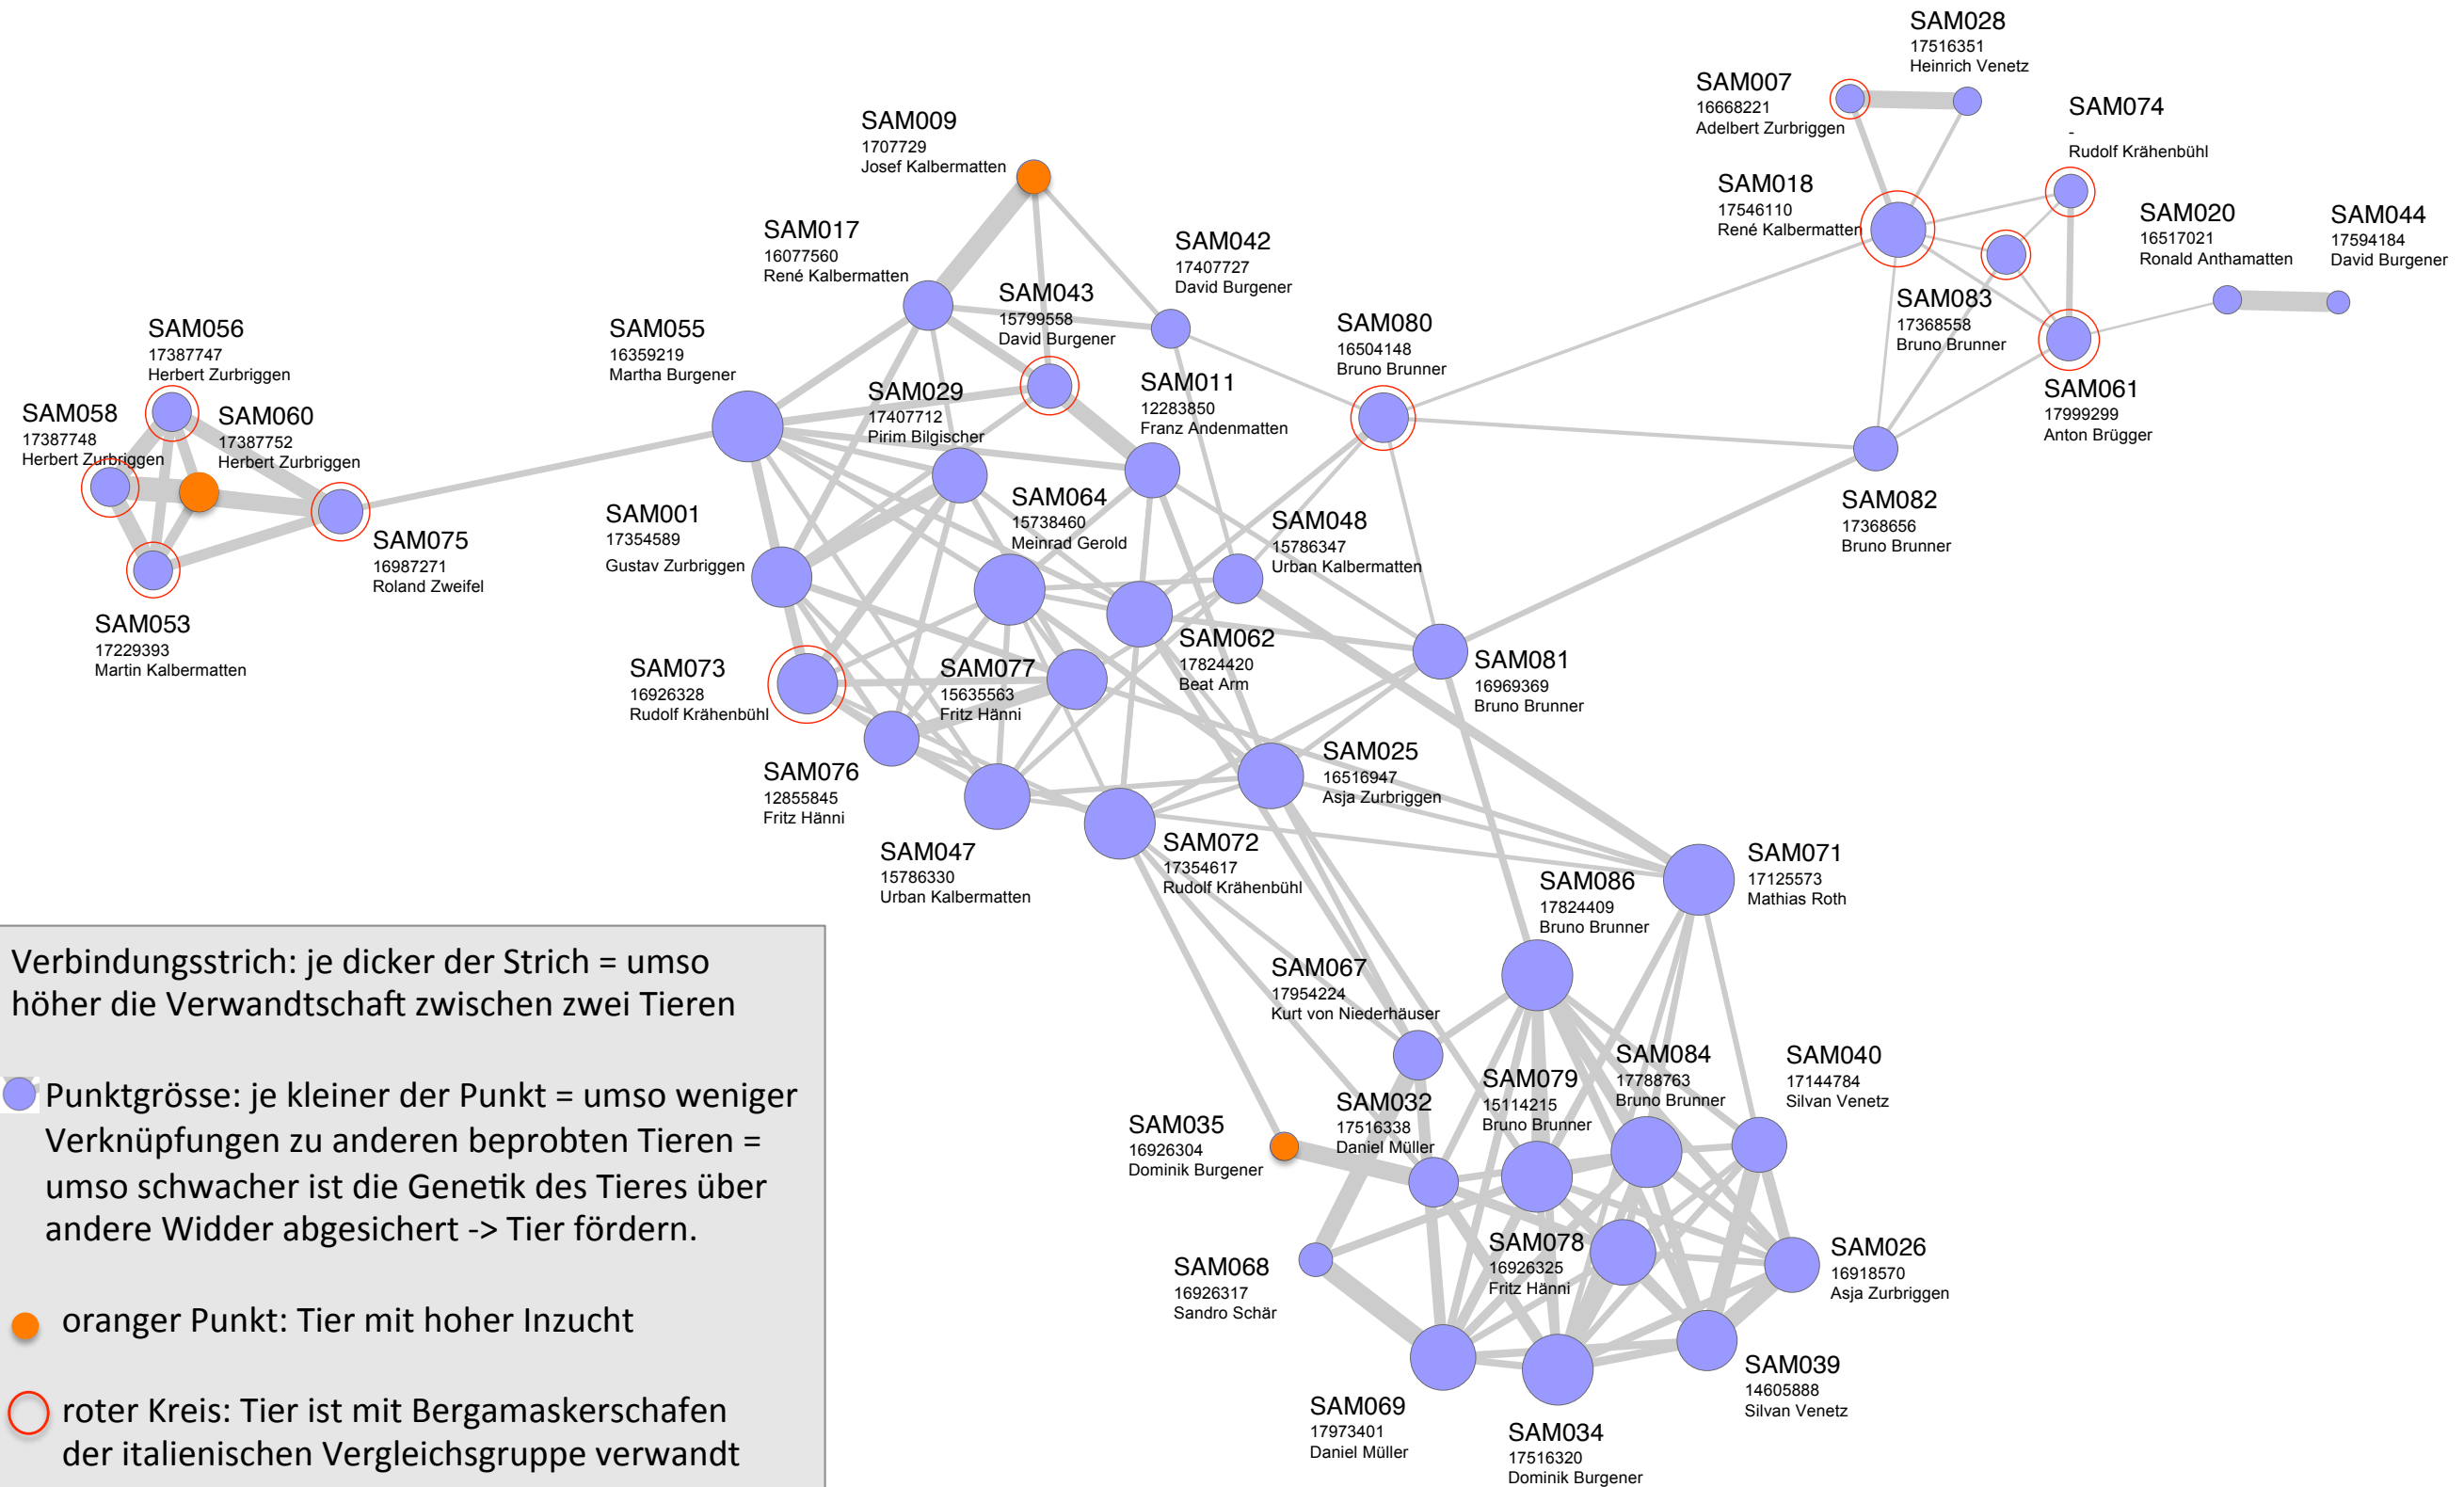 SAM028
17516351
Heinrich Venetz
SAM007
16668221
Adelbert Zurbriggen
SAM074
-
Rudolf Krähenbühl
SAM009
1707729
Josef Kalbermatten
SAM018
17546110
René Kalbermatten
SAM020
16517021
Ronald Anthamatten
SAM044
17594184
David Burgener
SAM017
16077560
René Kalbermatten
SAM042
17407727
David Burgener
SAM043
15799558
David Burgener
SAM083
17368558
Bruno Brunner
SAM056
17387747
Herbert Zurbriggen
SAM055
16359219
Martha Burgener
SAM080
16504148
Bruno Brunner
SAM029
17407712
Pirim Bilgischer
SAM011
12283850
Franz Andenmatten
SAM061
17999299
Anton Brügger
SAM058
17387748
Herbert Zurbriggen
SAM060
17387752
Herbert Zurbriggen
SAM064
15738460
Meinrad Gerold
SAM001
17354589
Gustav Zurbriggen
SAM048
15786347
Urban Kalbermatten
SAM082
17368656
Bruno Brunner
SAM075
16987271
Roland Zweifel
SAM053
17229393
Martin Kalbermatten
SAM062
17824420
Beat Arm
SAM081
16969369
Bruno Brunner
SAM073
16926328
Rudolf Krähenbühl
SAM077
15635563
Fritz Hänni
SAM025
16516947
Asja Zurbriggen
SAM076
12855845
Fritz Hänni
SAM047
15786330
Urban Kalbermatten
SAM072
17354617
Rudolf Krähenbühl
SAM071
17125573
Mathias Roth
SAM086
17824409
Bruno Brunner
SAM067
17954224
Kurt von Niederhäuser
SAM084
17788763
Bruno Brunner
SAM040
17144784
Silvan Venetz
SAM079
15114215
Bruno Brunner
SAM032
17516338
Daniel Müller
SAM035
16926304
Dominik Burgener
SAM078
16926325
Fritz Hänni
SAM026
16918570
Asja Zurbriggen
SAM068
16926317
Sandro Schär
SAM039
14605888
Silvan Venetz
SAM069
17973401
Daniel Müller
SAM034
17516320
Dominik Burgener
Verbindungsstrich: je dicker der Strich = umso
höher die Verwandtschaft zwischen zwei Tieren
Punktgrösse: je kleiner der Punkt = umso weniger
Verknüpfungen zu anderen beprobten Tieren =
umso schwacher ist die Genetik des Tieres über
andere Widder abgesichert -> Tier fördern.
oranger Punkt: Tier mit hoher Inzucht
roter Kreis: Tier ist mit Bergamaskerschafen
der italienischen Vergleichsgruppe verwandt